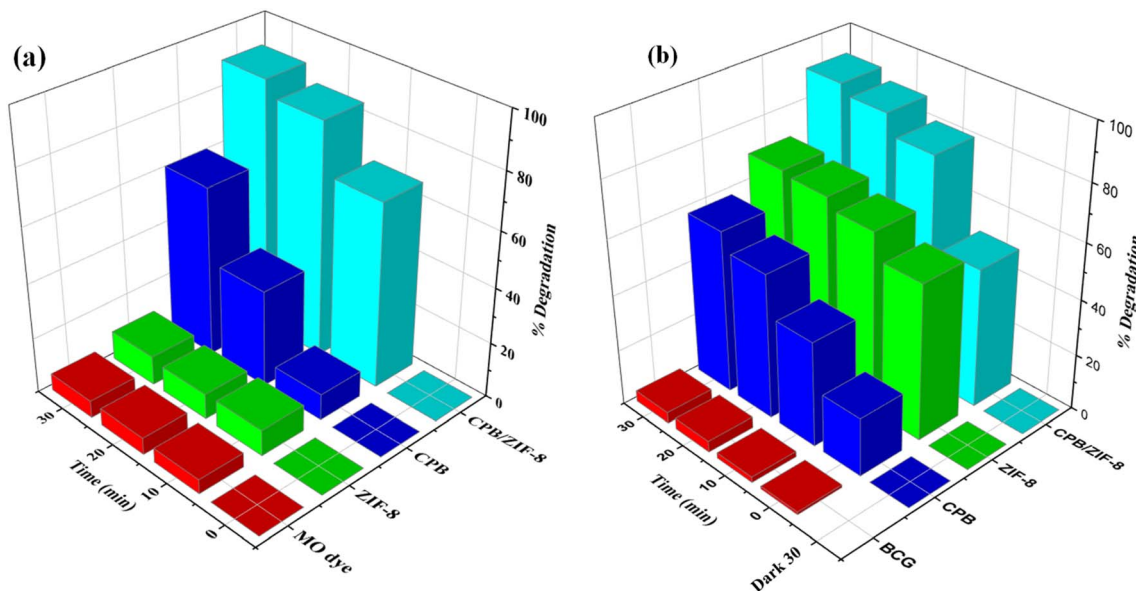 (a)
100
80
60
40
20
0
% Degradation
30
20
10
0
Time (min)
MO dye
ZIF-8
CPB
CPB/ZIF-8
(b)
100
80
60
40
20
0
% Degradation
30
20
10
0
Dark 30
Time (min)
BCG
CPB
ZIF-8
CPB/ZIF-8